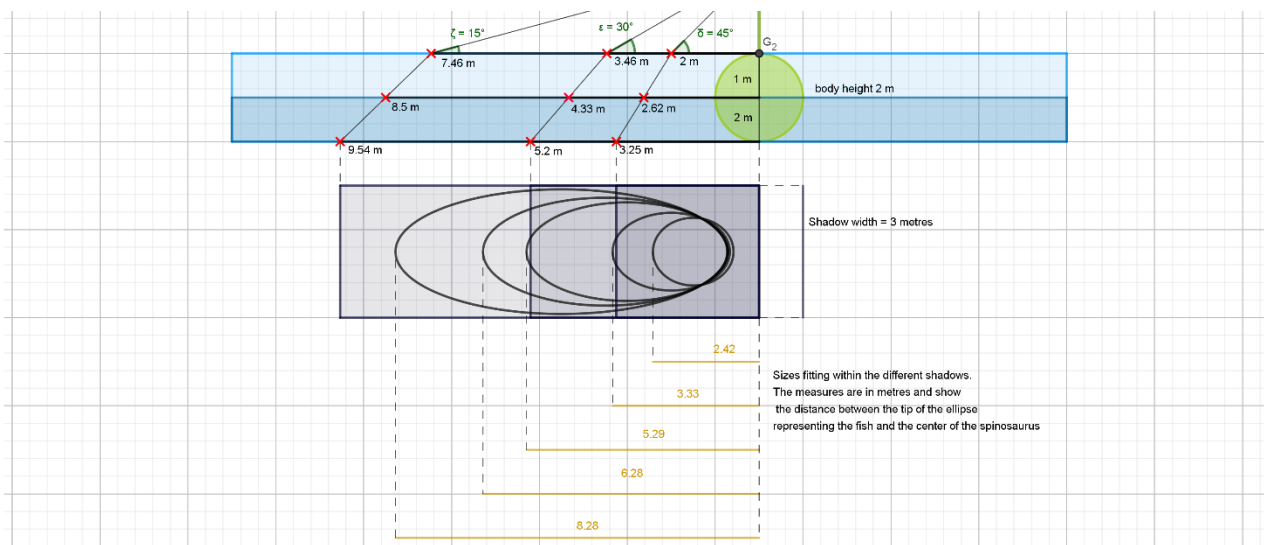 ζ = 15°
ε = 30°
δ = 45°
G₂
7.46 m
3.46 m
2 m
1 m
body height 2 m
8.5 m
4.33 m
2.62 m
2 m
9.54 m
5.2 m
3.25 m
Shadow width = 3 metres
2.42
Sizes fitting within the different shadows.
The measures are in metres and show
the distance between the tip of the ellipse
representing the fish and the center of the spinosaurus
3.33
5.29
6.28
8.28